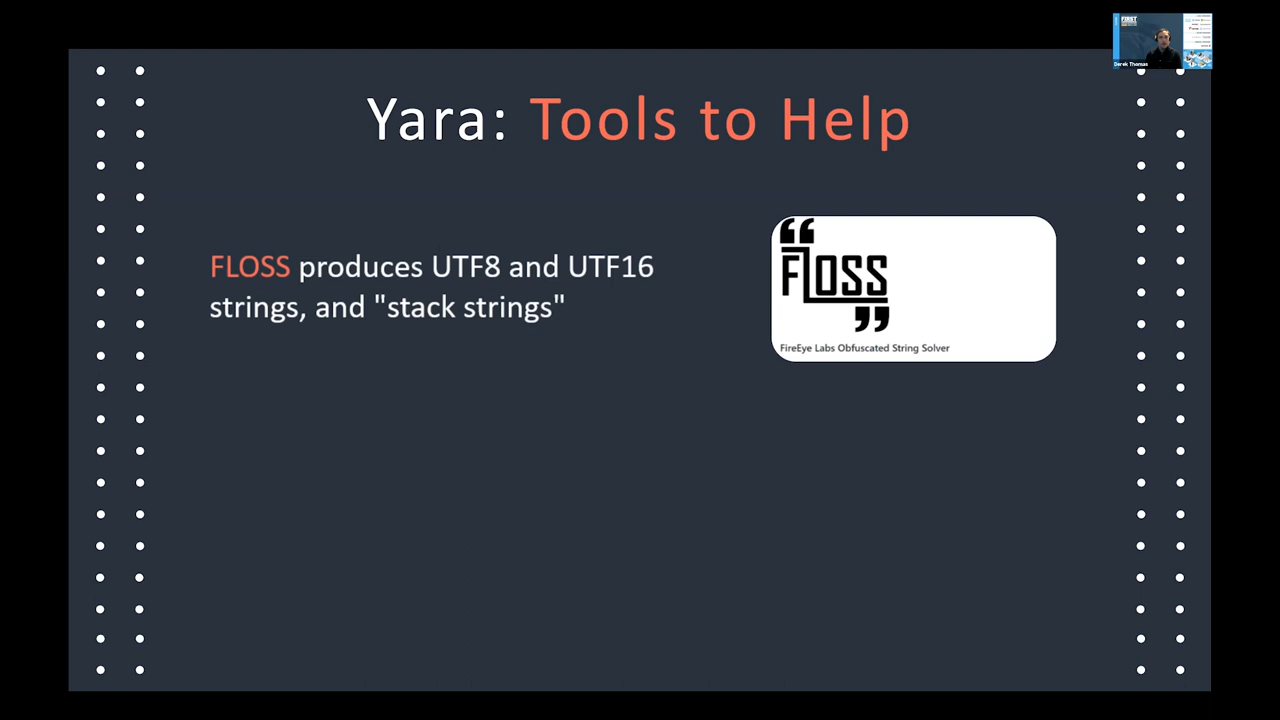 FIRST
Derek Thomas
Yara: Tools to Help
FLOSS produces UTF8 and UTF16
strings, and "stack strings"
“
FLOSS
”
FireEye Labs Obfuscated String Solver